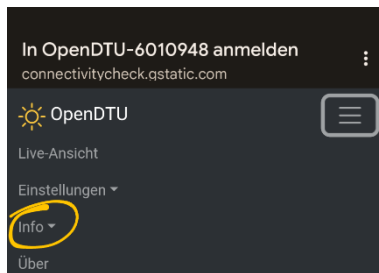 In OpenDTU-6010948 anmelden
connectivitycheck.gstatic.com
OpenDTU
Live-Ansicht
Einstellungen
Info
Über